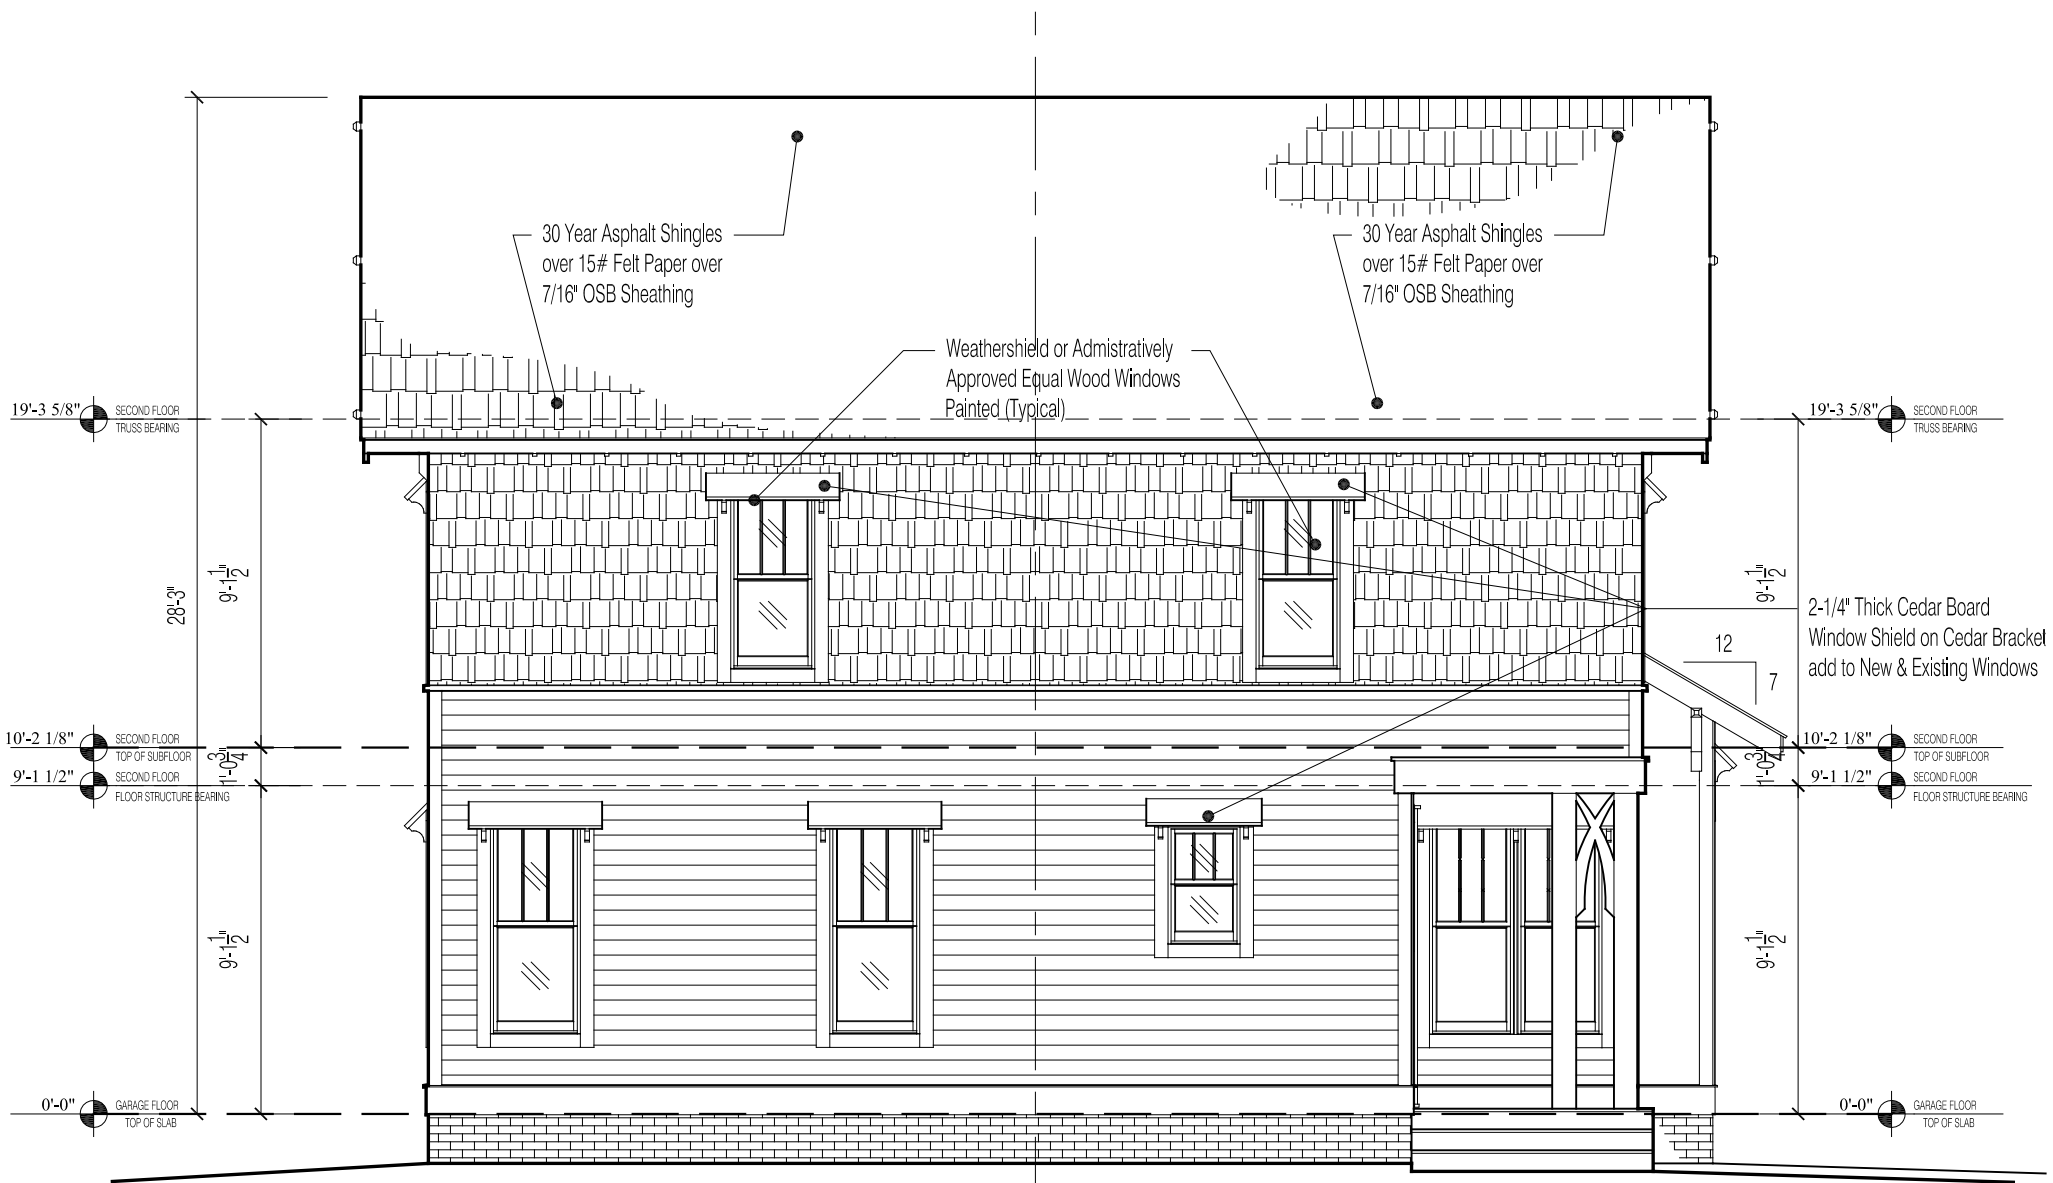 30 Year Asphalt Shingles
over 15# Felt Paper over
7/16" OSB Sheathing
30 Year Asphalt Shingles
over 15# Felt Paper over
7/16" OSB Sheathing
Weathershield or Admistratively
Approved Equal Wood Windows
Painted (Typical)
19'-3 5/8"
SECOND FLOOR
TRUSS BEARING
19'-3 5/8"
SECOND FLOOR
TRUSS BEARING
28'-3"
9'-1 1/2"
9'-1 1/2"
2-1/4" Thick Cedar Board
Window Shield on Cedar Bracket
add to New & Existing Windows
12
7
10'-2 1/8"
SECOND FLOOR
TOP OF SUBFLOOR
1'-0 3/4"
9'-1 1/2"
SECOND FLOOR
FLOOR STRUCTURE BEARING
10'-2 1/8"
SECOND FLOOR
TOP OF SUBFLOOR
1'-0 3/4"
9'-1 1/2"
SECOND FLOOR
FLOOR STRUCTURE BEARING
9'-1 1/2"
9'-1 1/2"
0'-0"
GARAGE FLOOR
TOP OF SLAB
0'-0"
GARAGE FLOOR
TOP OF SLAB